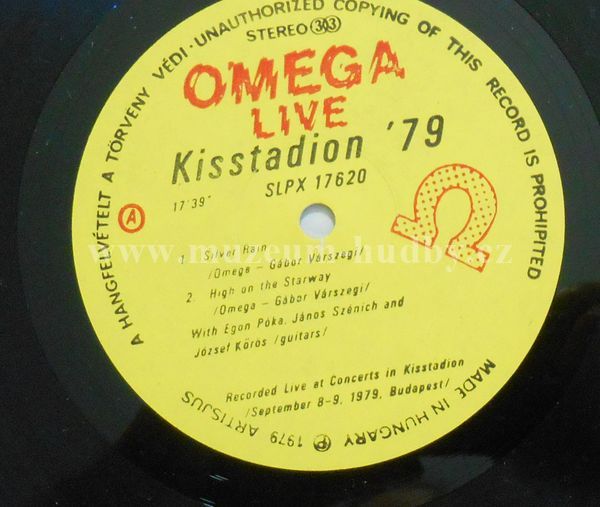 A HANGFELVÉTELT A TÖRVÉNY VÉDI · UNAUTHORIZED COPYING OF THIS RECORD IS PROHIBITED
STEREO 33
OMEGA
LIVE
Kisstadion '79
17'39"
SLPX 17620
A
Ω
1. Silver Rain
/Omega – Gábor Várszegi/
2. High on the Starway
/Omega – Gábor Várszegi/
With Egon Póka, János Szénich and
József Körös /guitars/
Recorded Live at Concerts in Kisstadion
/September 8-9, 1979, Budapest/
MADE IN HUNGARY ℗ 1979 ARTISJUS
www.muzeum-hudby.cz